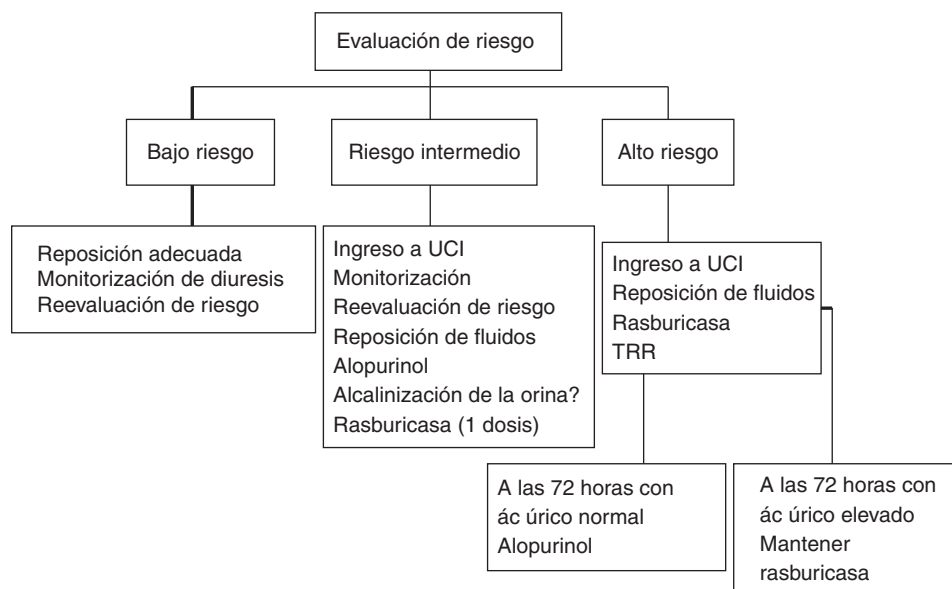 Evaluación de riesgo
Bajo riesgo
Riesgo intermedio
Alto riesgo
Reposición adecuada
Monitorización de diuresis
Reevaluación de riesgo
Ingreso a UCI
Monitorización
Reevaluación de riesgo
Reposición de fluidos
Alopurinol
Alcalinización de la orina?
Rasburicasa (1 dosis)
Ingreso a UCI
Reposición de fluidos
Rasburicasa
TRR
A las 72 horas con
ác úrico normal
Alopurinol
A las 72 horas con
ác úrico elevado
Mantener
rasburicasa